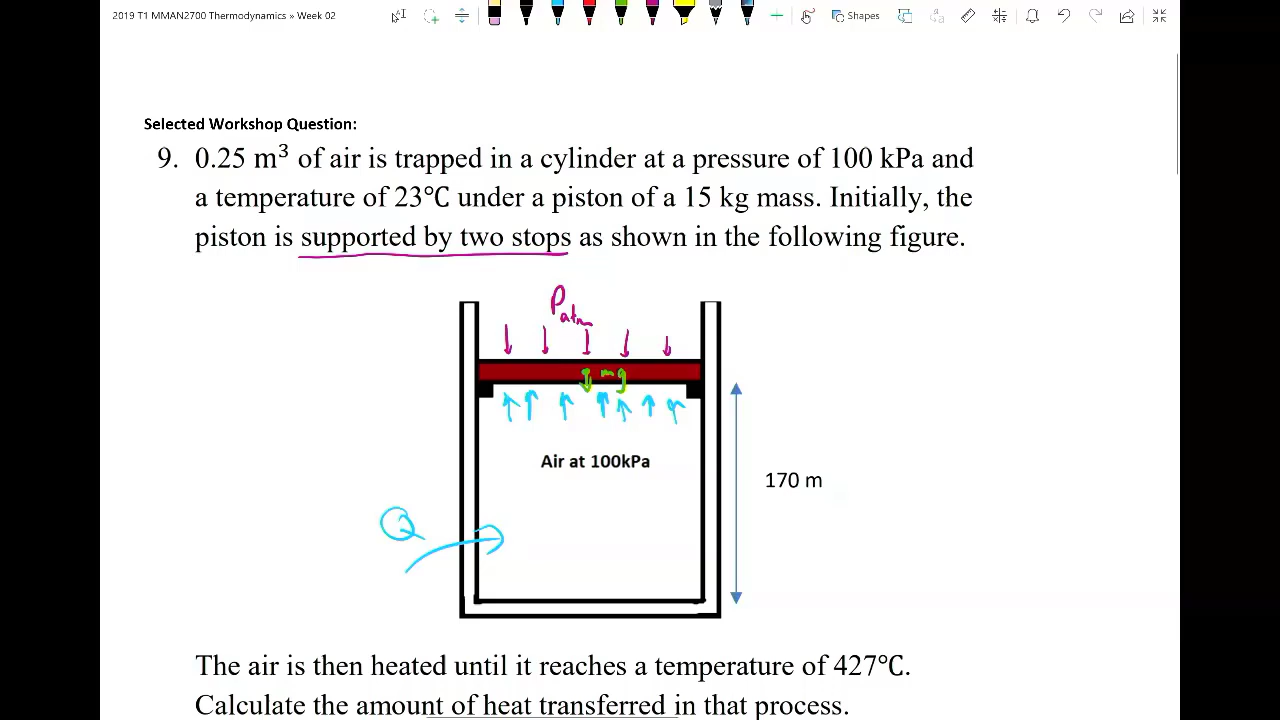 2019 T1 MMAN2700 Thermodynamics » Week 02
Shapes
Selected Workshop Question:
9. 0.25 m³ of air is trapped in a cylinder at a pressure of 100 kPa and
a temperature of 23℃ under a piston of a 15 kg mass. Initially, the
piston is supported by two stops as shown in the following figure.
Patm
mg
Air at 100kPa
170 m
Q
The air is then heated until it reaches a temperature of 427℃.
Calculate the amount of heat transferred in that process.